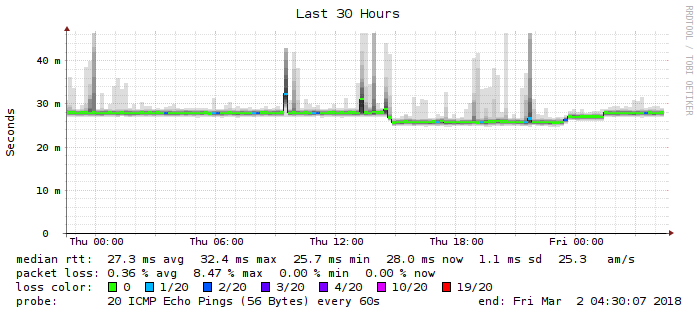 Last 30 Hours
RRDTOOL / TOBI OETIKER
Seconds
40 m
30 m
20 m
10 m
0
Thu 00:00 Thu 06:00 Thu 12:00 Thu 18:00 Fri 00:00
median rtt: 27.3 ms avg 32.4 ms max 25.7 ms min 28.0 ms now 1.1 ms sd 25.3 am/s
packet loss: 0.36 % avg 8.47 % max 0.00 % min 0.00 % now
loss color: 0 1/20 2/20 3/20 4/20 10/20 19/20
probe: 20 ICMP Echo Pings (56 Bytes) every 60s end: Fri Mar 2 04:30:07 2018